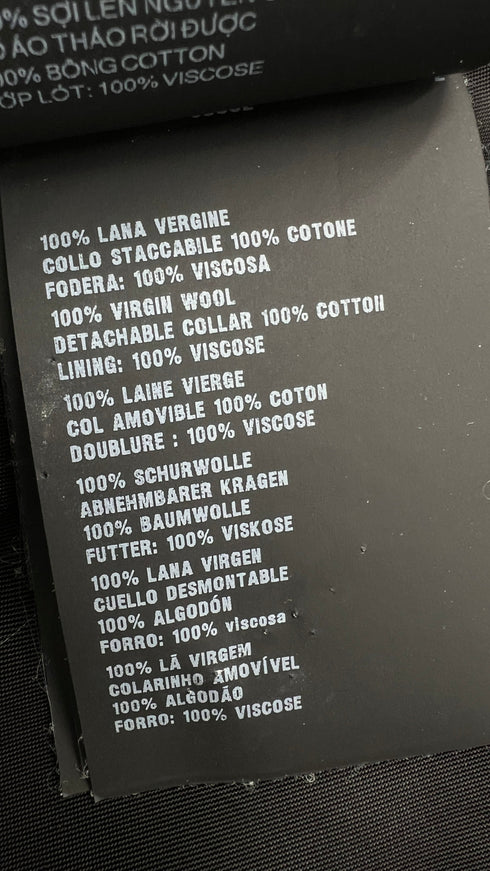 % SỢI LEN NGUYÊN
ÁO THÁO RỜI ĐƯỢC
00% BÔNG COTTON
ỚP LÓT: 100% VISCOSE
100% LANA VERGINE
COLLO STACCABILE 100% COTONE
FODERA: 100% VISCOSA
100% VIRGIN WOOL
DETACHABLE COLLAR 100% COTTON
LINING: 100% VISCOSE
100% LAINE VIERGE
COL AMOVIBLE 100% COTON
DOUBLURE : 100% VISCOSE
100% SCHURWOLLE
ABNEHMBARER KRAGEN
100% BAUMWOLLE
FUTTER: 100% VISKOSE
100% LANA VIRGEN
CUELLO DESMONTABLE
100% ALGODÓN
FORRO: 100% viscosa
100% LÃ VIRGEM
COLARINHO AMOVÍVEL
100% ALGODÃO
FORRO: 100% VISCOSE